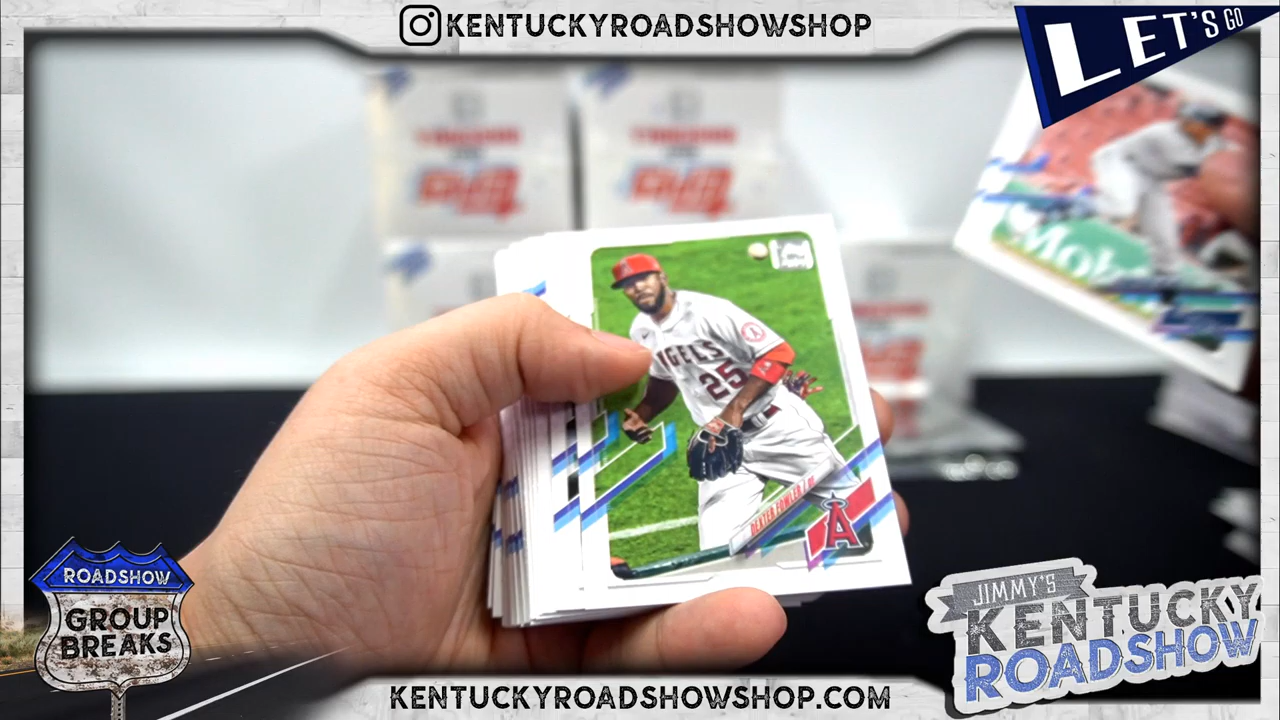 KENTUCKYROADSHOWSHOP
LET'S GO
ANGELS
25
DEXTER FOWLER
A
ROADSHOW
GROUP
BREAKS
JIMMY'S
KENTUCKY
ROADSHOW
KENTUCKYROADSHOWSHOP.COM